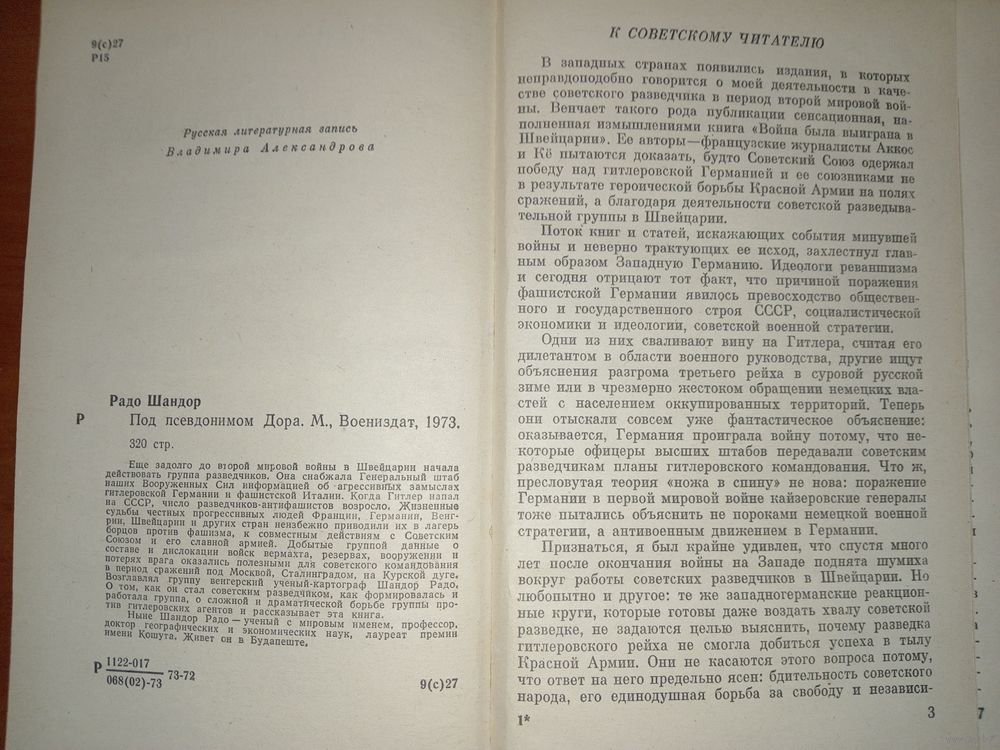 9(с)27
Р15
Русская литературная запись
Владимира Александрова
Радо Шандор
Р Под псевдонимом Дора. М., Воениздат, 1973.
320 стр.
Еще задолго до второй мировой войны в Швейцарии начала
действовать группа разведчиков. Она снабжала Генеральный штаб
наших Вооруженных Сил информацией об агрессивных замыслах
гитлеровской Германии и фашистской Италии. Когда Гитлер напал
на СССР, число разведчиков-антифашистов возросло. Жизненные
судьбы честных прогрессивных людей Франции, Германии, Венг-
рии, Швейцарии и других стран неизбежно приводили их в лагерь
борцов против фашизма, к совместным действиям с Советским
Союзом и его славной армией. Добытые группой данные о
составе и дислокации войск вермахта, резервах, вооружении и
потерях врага оказались полезными для советского командования
в период сражений под Москвой, Сталинградом, на Курской дуге.
Возглавлял группу венгерский ученый-картограф Шандор Радо.
О том, как он стал советским разведчиком, как формировалась и
работала группа, о сложной и драматической борьбе группы про-
тив гитлеровских агентов и рассказывает эта книга.
Ныне Шандор Радо — ученый с мировым именем, профессор,
доктор географических и экономических наук, лауреат премии
имени Кошута. Живет он в Будапеште.
Р 1122-017
068(02)-73 73-72
9(с)27
К СОВЕТСКОМУ ЧИТАТЕЛЮ
В западных странах появились издания, в которых
неправдоподобно говорится о моей деятельности в каче-
стве советского разведчика в период второй мировой вой-
ны. Венчает такого рода публикации сенсационная, на-
полненная измышлениями книга «Война была выиграна в
Швейцарии». Ее авторы—французские журналисты Аккос
и Кё пытаются доказать, будто Советский Союз одержал
победу над гитлеровской Германией и ее союзниками не
в результате героической борьбы Красной Армии на полях
сражений, а благодаря деятельности советской разведыва-
тельной группы в Швейцарии.
Поток книг и статей, искажающих события минувшей
войны и неверно трактующих ее исход, захлестнул глав-
ным образом Западную Германию. Идеологи реваншизма
и сегодня отрицают тот факт, что причиной поражения
фашистской Германии явилось превосходство обществен-
ного и государственного строя СССР, социалистической
экономики и идеологии, советской военной стратегии.
Одни из них сваливают вину на Гитлера, считая его
дилетантом в области военного руководства, другие ищут
объяснения разгрома третьего рейха в суровой русской
зиме или в чрезмерно жестоком обращении немецких вла-
стей с населением оккупированных территорий. Теперь
они отыскали совсем уже фантастическое объяснение:
оказывается, Германия проиграла войну потому, что не-
которые офицеры высших штабов передавали советским
разведчикам планы гитлеровского командования. Что ж,
пресловутая теория «ножа в спину» не нова: поражение
Германии в первой мировой войне кайзеровские генералы
тоже пытались объяснить не пороками немецкой военной
стратегии, а антивоенным движением в Германии.
Признаться, я был крайне удивлен, что спустя много
лет после окончания войны на Западе поднята шумиха
вокруг работы советских разведчиков в Швейцарии. Но
любопытно и другое: те же западногерманские реакцион-
ные круги, которые готовы даже воздать хвалу советской
разведке, не задаются целью выяснить, почему разведка
гитлеровского рейха не смогла добиться успеха в тылу
Красной Армии. Они не касаются этого вопроса потому,
что ответ на него предельно ясен: бдительность советского
народа, его единодушная борьба за свободу и независи-
1*
3
7